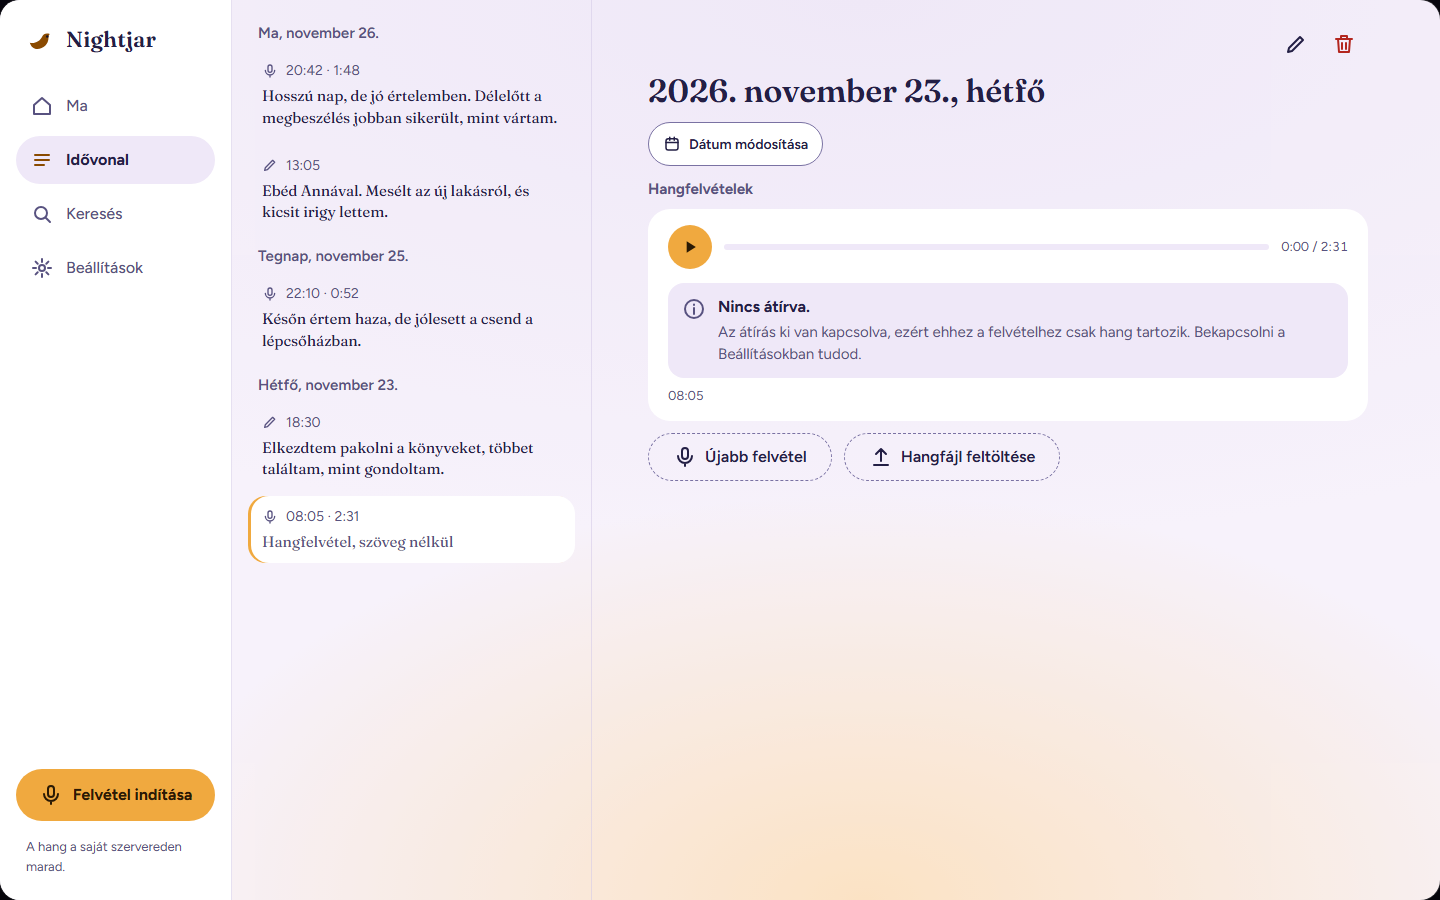 Nightjar
Ma
Idővonal
Keresés
Beállítások
Felvétel indítása
A hang a saját szervereden
marad.
Ma, november 26.
20:42 · 1:48
Hosszú nap, de jó értelemben. Délelőtt a
megbeszélés jobban sikerült, mint vártam.
13:05
Ebéd Annával. Mesélt az új lakásról, és
kicsit irigy lettem.
Tegnap, november 25.
22:10 · 0:52
Későn értem haza, de jólesett a csend a
lépcsőházban.
Hétfő, november 23.
18:30
Elkezdtem pakolni a könyveket, többet
találtam, mint gondoltam.
08:05 · 2:31
Hangfelvétel, szöveg nélkül
2026. november 23., hétfő
Dátum módosítása
Hangfelvételek
0:00 / 2:31
Nincs átírva.
Az átírás ki van kapcsolva, ezért ehhez a felvételhez csak hang tartozik. Bekapcsolni a
Beállításokban tudod.
08:05
Újabb felvétel
Hangfájl feltöltése